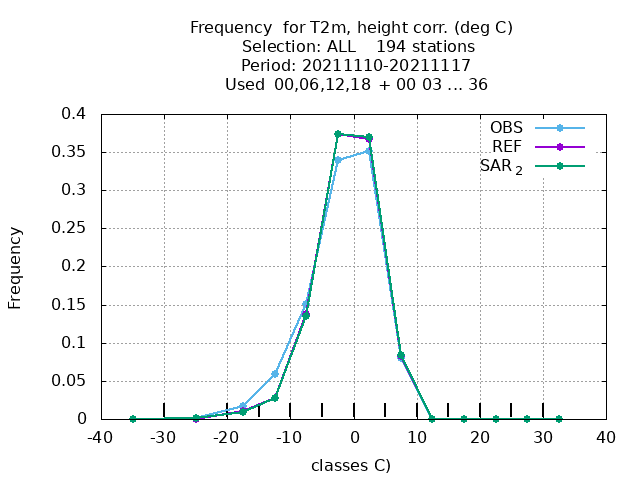 Frequency  for T2m, height corr. (deg C)
Selection: ALL    194 stations
Period: 20211110-20211117
Used  00,06,12,18  + 00 03 ... 36
OBS
REF
SAR 2
0.4
0.35
0.3
0.25
0.2
0.15
0.1
0.05
0
Frequency
-40 -30 -20 -10 0 10 20 30 40
classes C)